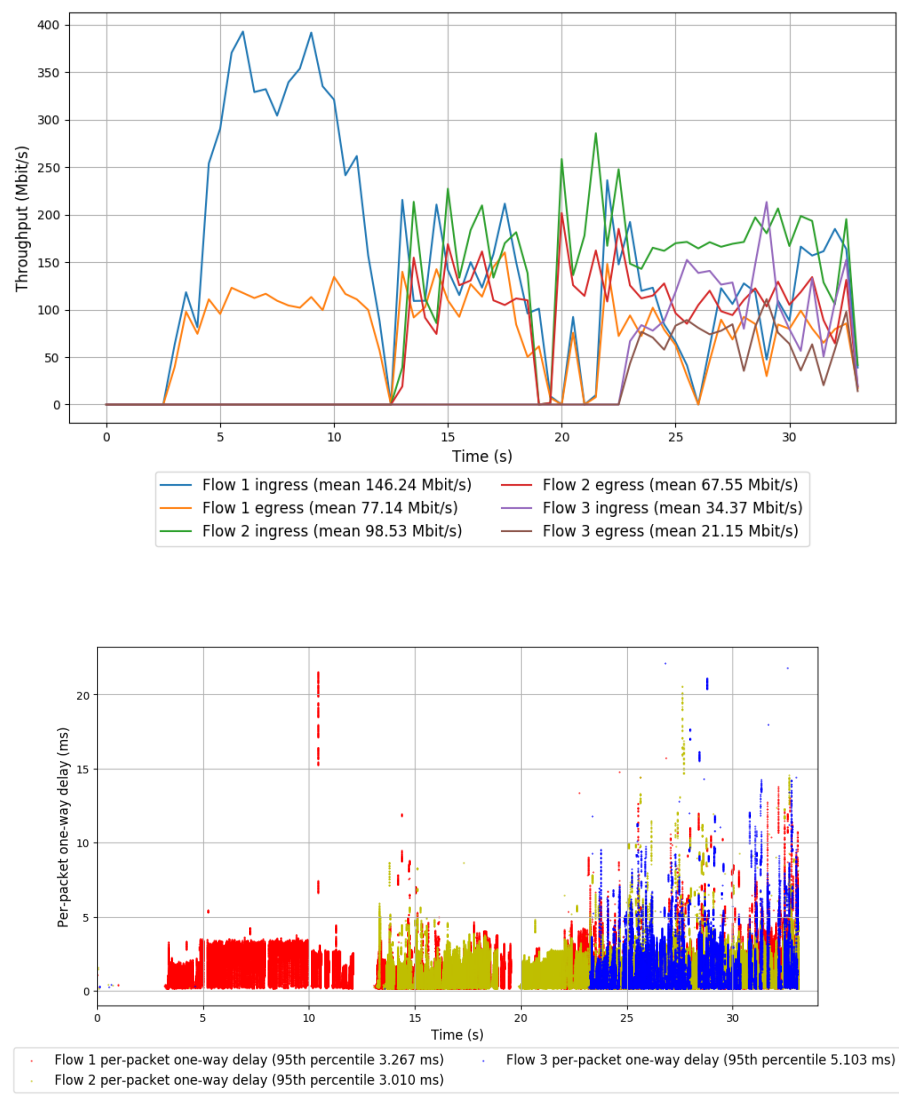 400
350
300
250
200
150
100
50
0
Throughput (Mbit/s)
0 5 10 15 20 25 30
Time (s)
Flow 1 ingress (mean 146.24 Mbit/s) Flow 2 egress (mean 67.55 Mbit/s)
Flow 1 egress (mean 77.14 Mbit/s) Flow 3 ingress (mean 34.37 Mbit/s)
Flow 2 ingress (mean 98.53 Mbit/s) Flow 3 egress (mean 21.15 Mbit/s)
20
15
10
5
0
Per-packet one-way delay (ms)
0 5 10 15 20 25 30
Time (s)
Flow 1 per-packet one-way delay (95th percentile 3.267 ms) Flow 3 per-packet one-way delay (95th percentile 5.103 ms)
Flow 2 per-packet one-way delay (95th percentile 3.010 ms)